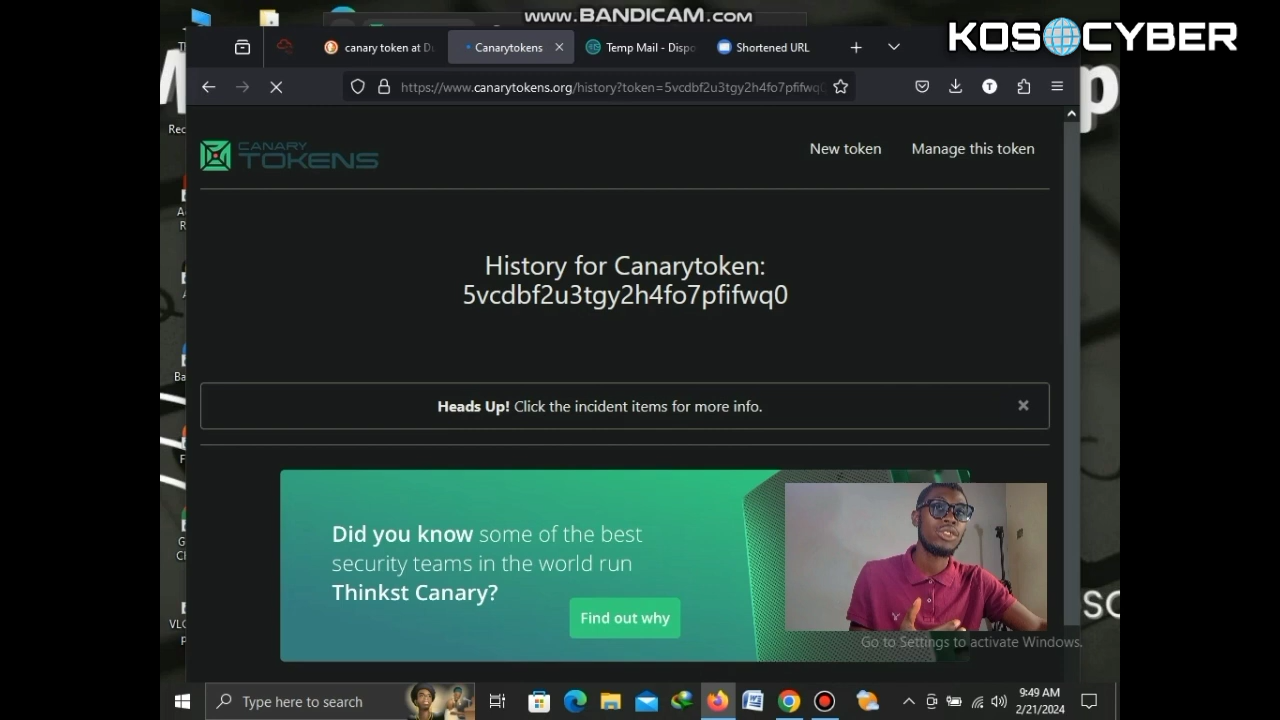 WWW.BANDICAM.COM
KOSOCYBER
canary token at Du
Canarytokens
Temp Mail - Dispo
Shortened URL
https://www.canarytokens.org/history?token=5vcdbf2u3tgy2h4fo7pfifwq0
CANARY
TOKENS
New token
Manage this token
History for Canarytoken:
5vcdbf2u3tgy2h4fo7pfifwq0
Heads Up! Click the incident items for more info.
Did you know some of the best
security teams in the world run
Thinkst Canary?
Find out why
Go to Settings to activate Windows.
Type here to search
9:49 AM
2/21/2024